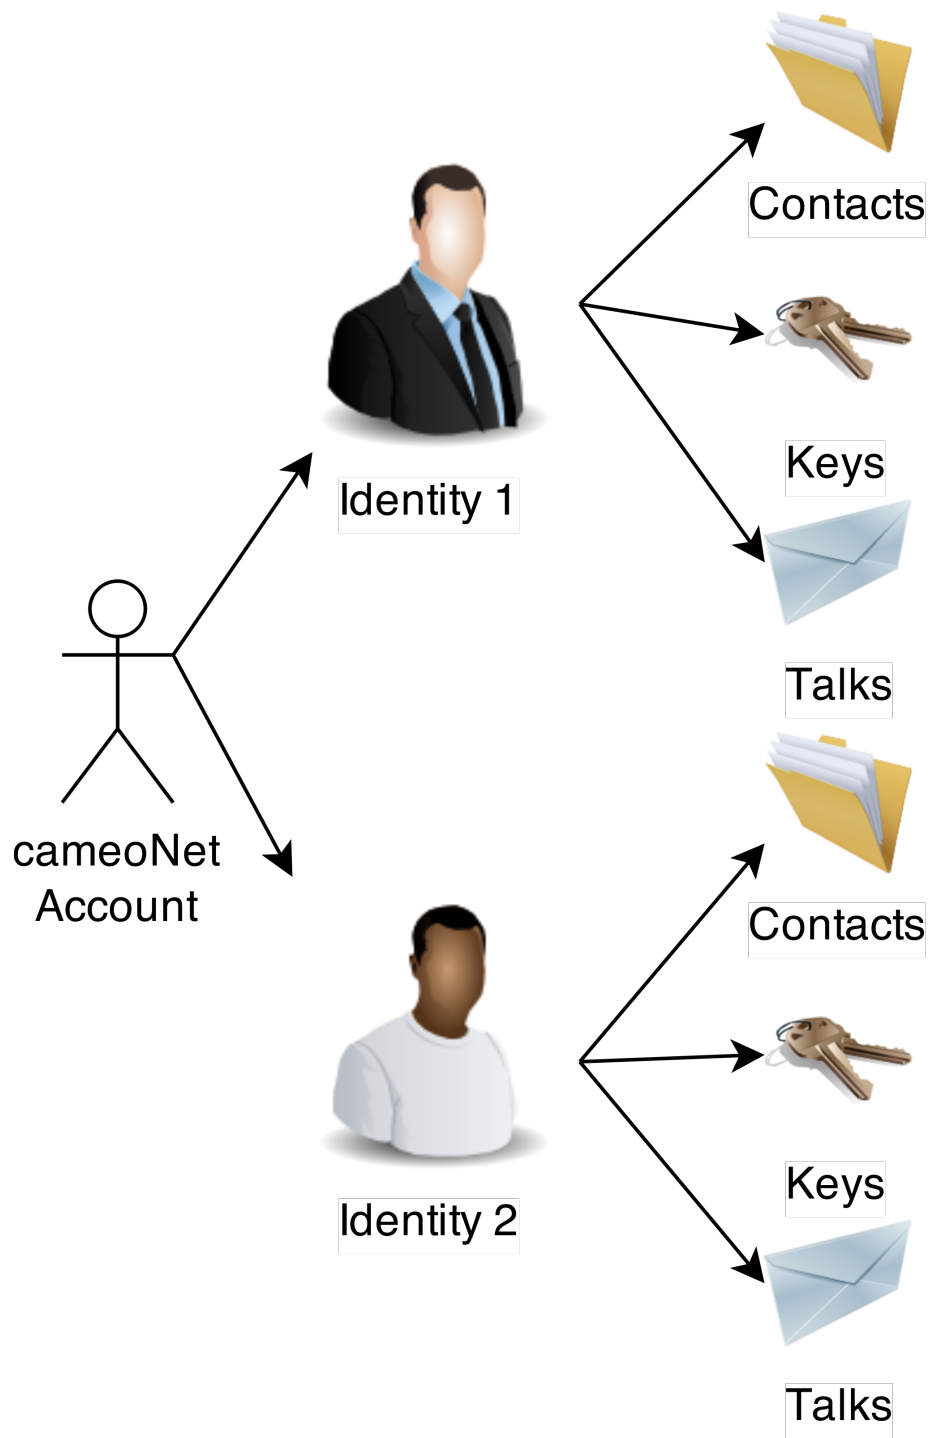 Contacts
Keys
Identity 1
Talks
cameoNet
Account
Contacts
Keys
Identity 2
Talks